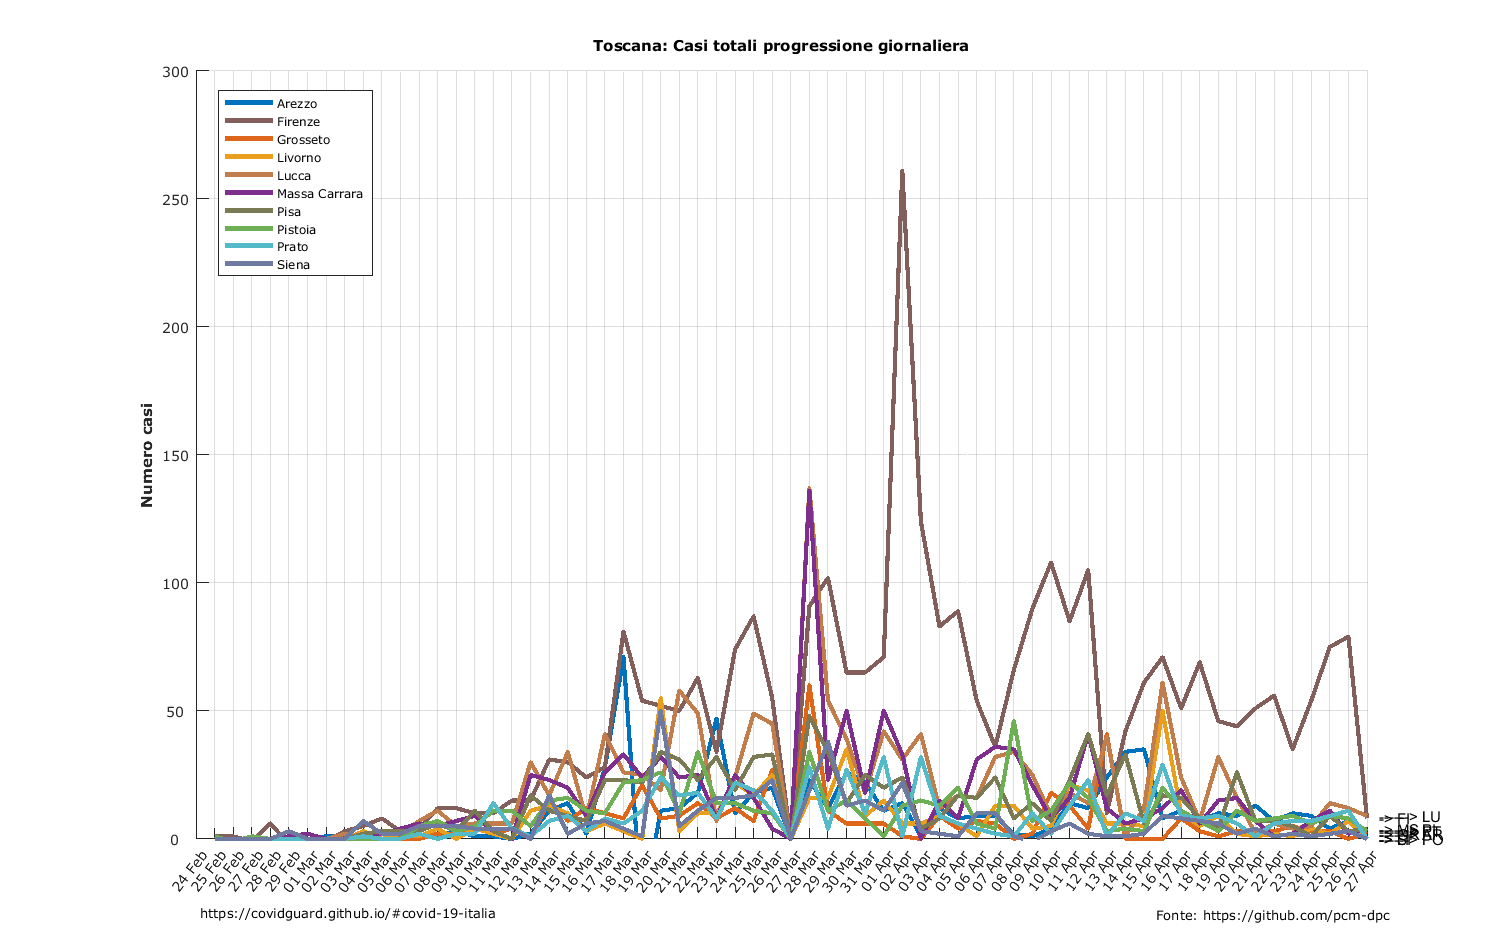 Toscana: Casi totali progressione giornaliera
Numero casi
300
250
200
150
100
50
0
Arezzo
Firenze
Grosseto
Livorno
Lucca
Massa Carrara
Pisa
Pistoia
Prato
Siena
24 Feb
25 Feb
26 Feb
27 Feb
28 Feb
29 Feb
01 Mar
02 Mar
03 Mar
04 Mar
05 Mar
06 Mar
07 Mar
08 Mar
09 Mar
10 Mar
11 Mar
12 Mar
13 Mar
14 Mar
15 Mar
16 Mar
17 Mar
18 Mar
19 Mar
20 Mar
21 Mar
22 Mar
23 Mar
24 Mar
25 Mar
26 Mar
27 Mar
28 Mar
29 Mar
30 Mar
31 Mar
01 Apr
02 Apr
03 Apr
04 Apr
05 Apr
06 Apr
07 Apr
08 Apr
09 Apr
10 Apr
11 Apr
12 Apr
13 Apr
14 Apr
15 Apr
16 Apr
17 Apr
18 Apr
19 Apr
20 Apr
21 Apr
22 Apr
23 Apr
24 Apr
25 Apr
26 Apr
27 Apr
LU
https://covidguard.github.io/#covid-19-italia
Fonte: https://github.com/pcm-dpc